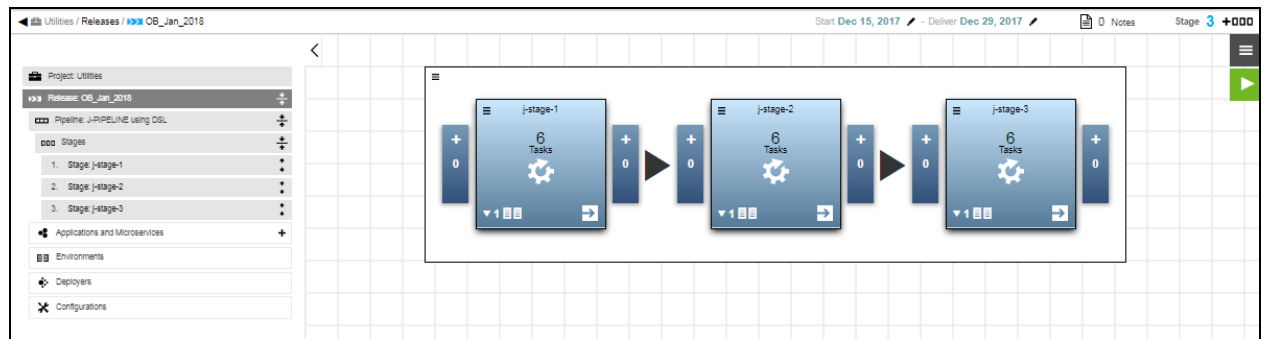 Utilities / Releases / OB_Jan_2018
Start Dec 15, 2017 - Deliver Dec 29, 2017
0 Notes
Stage 3
Project: Utilities
Release: OB_Jan_2018
Pipeline: J-PIPELINE using DSL
Stages
1. Stage: j-stage-1
2. Stage: j-stage-2
3. Stage: j-stage-3
Applications and Microservices
Environments
Deployers
Configurations
+
0
j-stage-1
6
Tasks
1
+
0
+
0
j-stage-2
6
Tasks
1
+
0
+
0
j-stage-3
6
Tasks
1
+
0